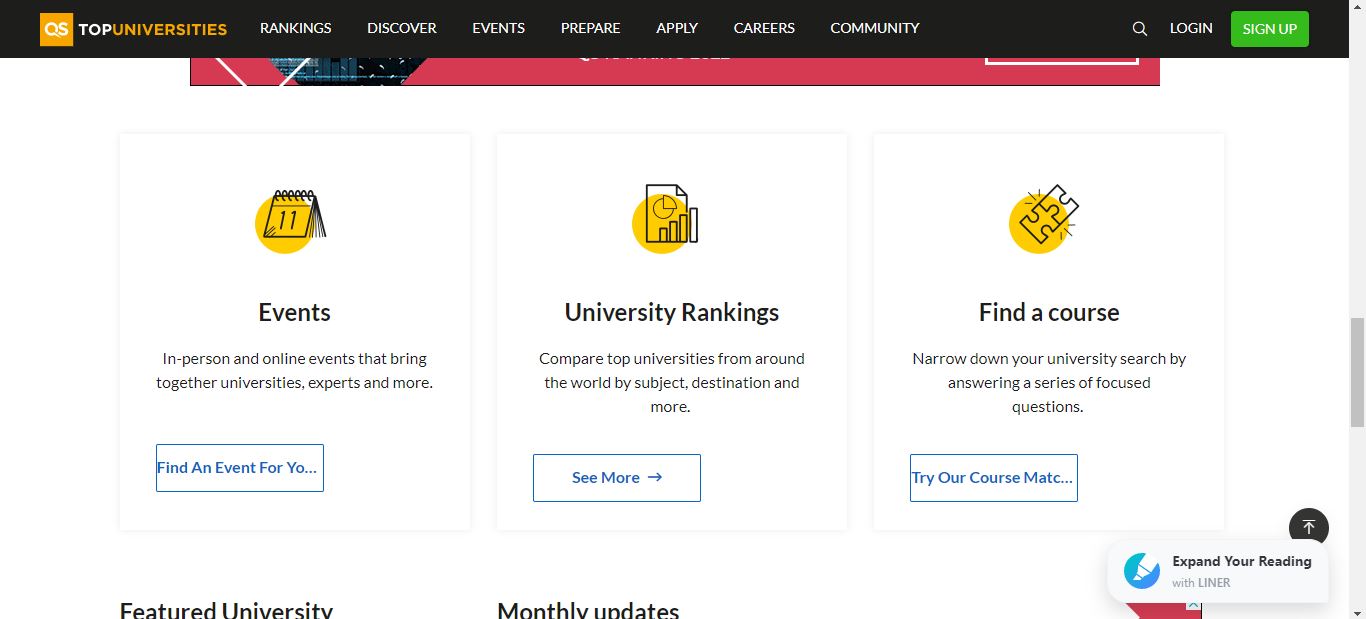 QS TOPUNIVERSITIES RANKINGS DISCOVER EVENTS PREPARE APPLY CAREERS COMMUNITY LOGIN SIGN UP
11
Events
In-person and online events that bring
together universities, experts and more.
Find An Event For Yo...
University Rankings
Compare top universities from around
the world by subject, destination and
more.
See More →
Find a course
Narrow down your university search by
answering a series of focused
questions.
Try Our Course Matc...
Expand Your Reading
with LINER
Featured University
Monthly updates